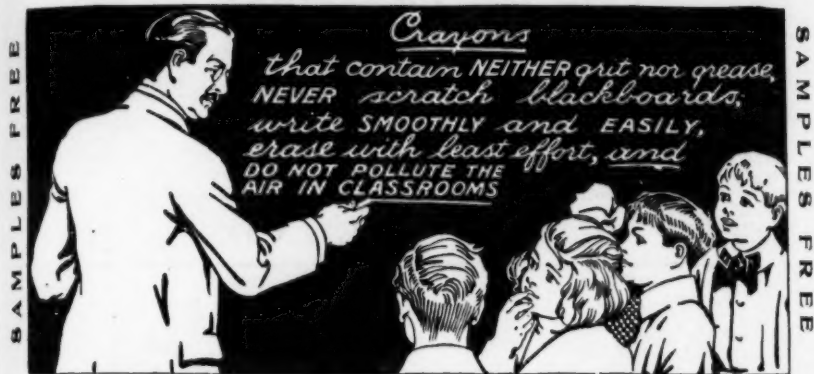 SAMPLES FREE
Crayons
that contain NEITHER grit nor grease,
NEVER scratch blackboards,
write SMOOTHLY and EASILY,
erase with least effort, and
DO NOT POLLUTE THE
AIR IN CLASSROOMS
SAMPLES FREE